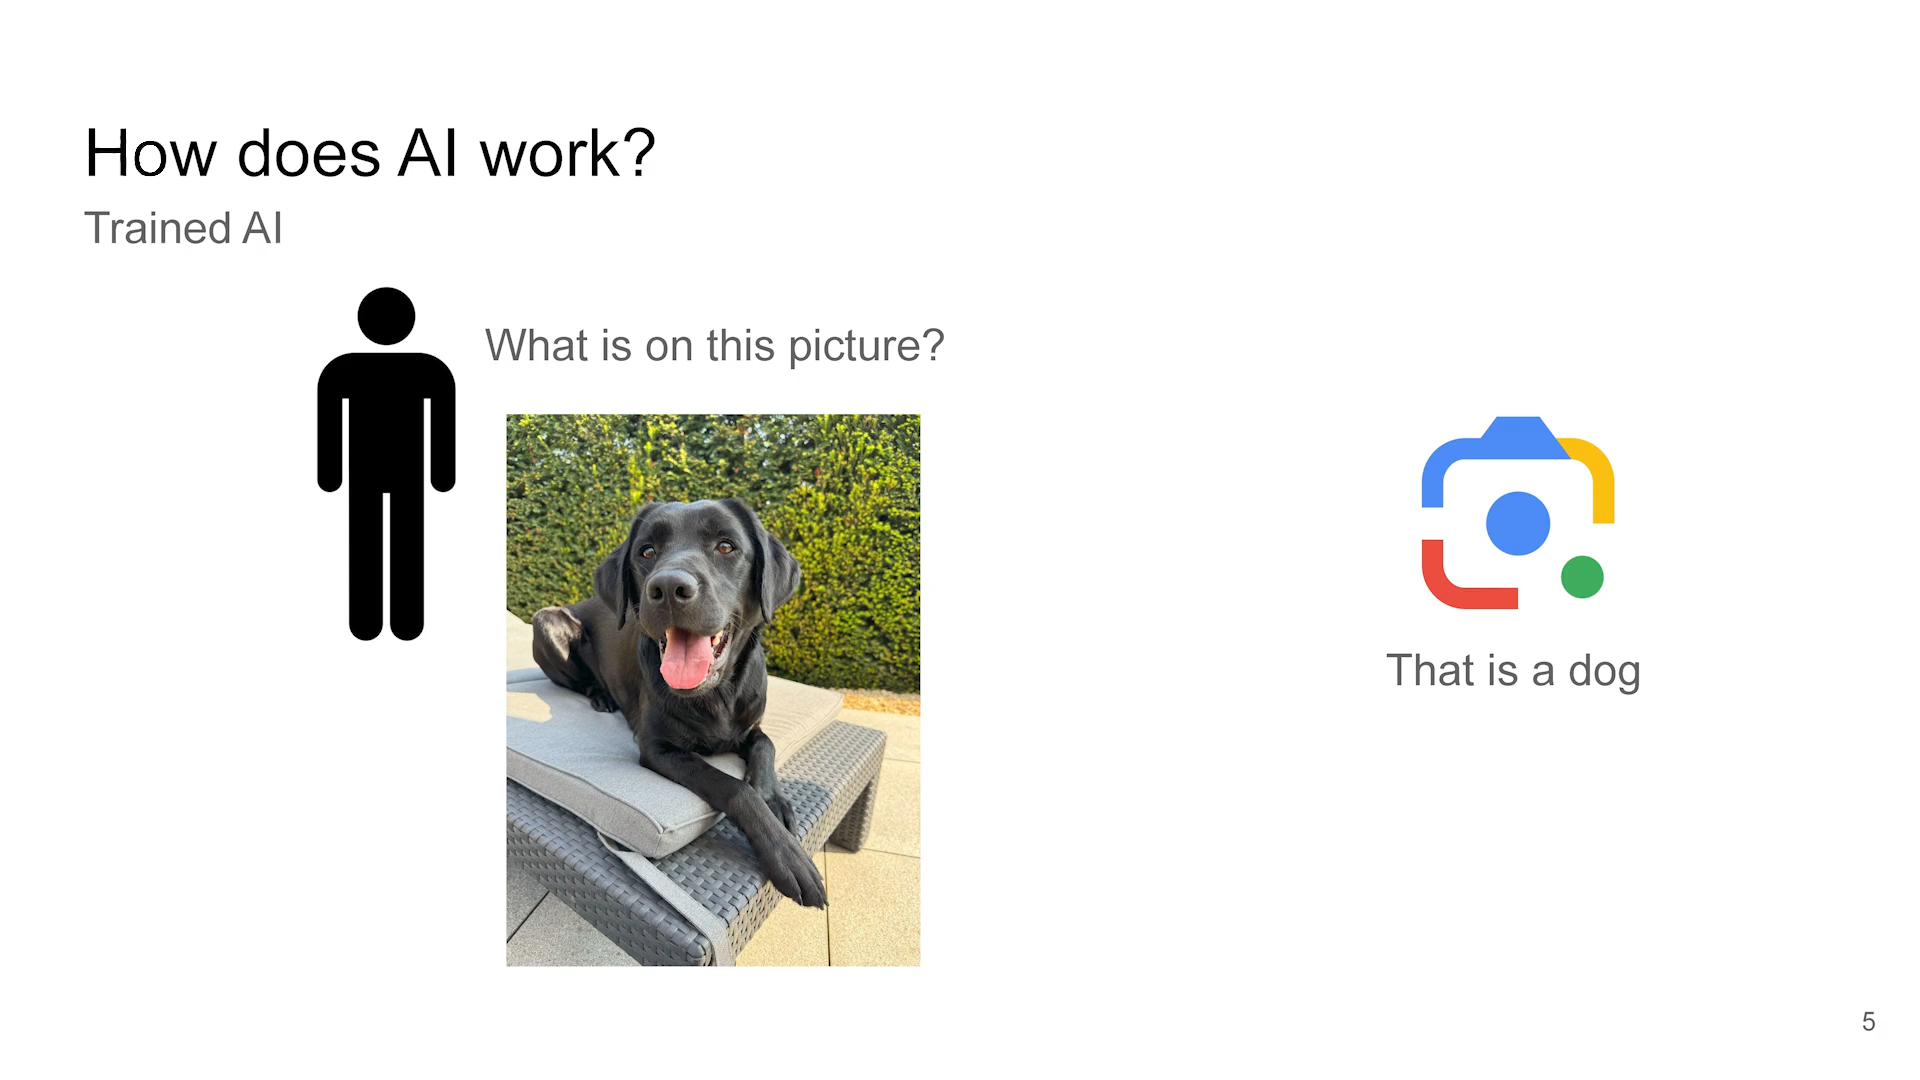 How does AI work?
Trained AI
What is on this picture?
That is a dog
5